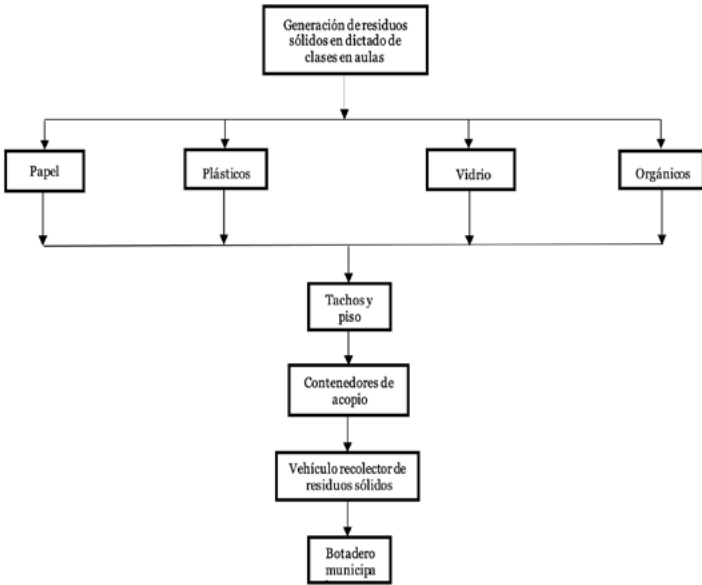 Generación de residuos
sólidos en dictado de
clases en aulas
Papel
Plásticos
Vidrio
Orgánicos
Tachos y
piso
Contenedores de
acopio
Vehículo recolector de
residuos sólidos
Botadero
municipa